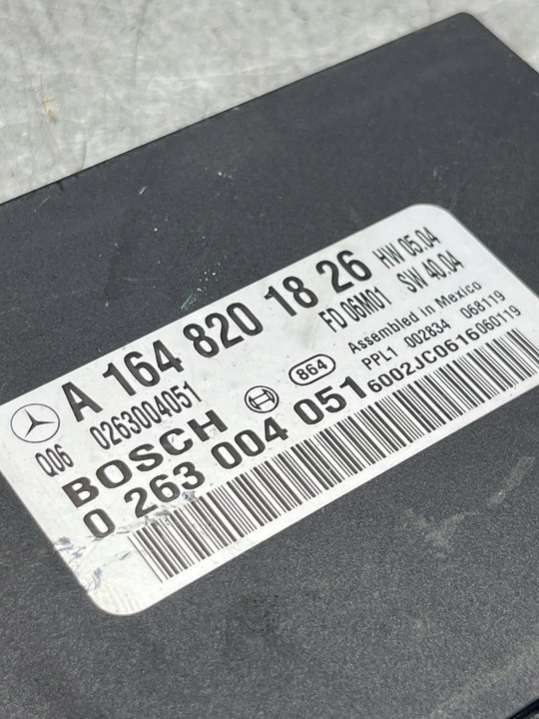 A 164 820 18 26 HW 05.04
FD 06M01 SW 40.04
Q06 0263004051
BOSCH 864 Assembled in Mexico
PPL1 002834 068119
0 263 004 051 6002JC0616060119